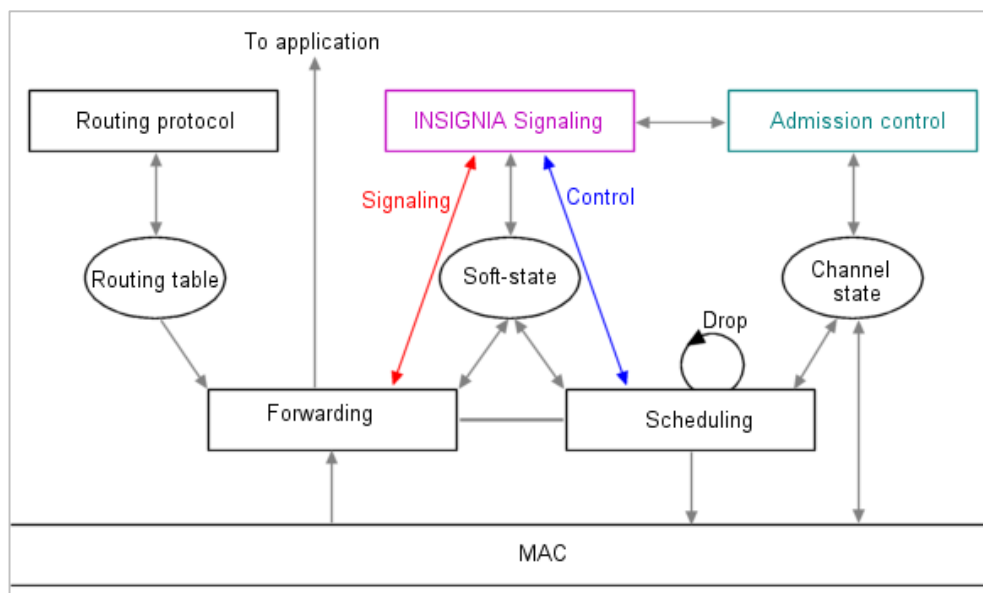 To application
Routing protocol
INSIGNIA Signaling
Admission control
Signaling
Control
Routing table
Soft-state
Channel
state
Drop
Forwarding
Scheduling
MAC